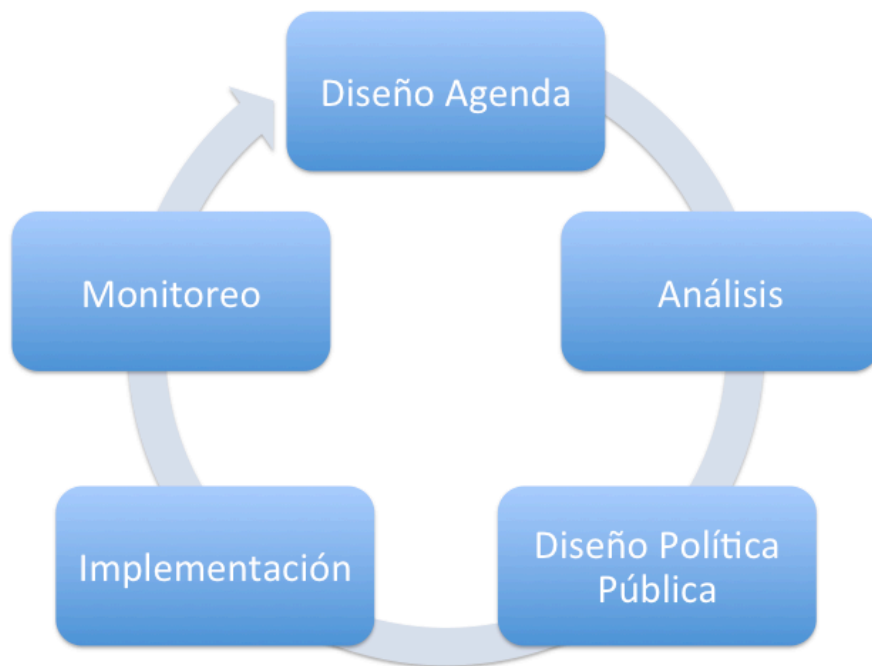 Diseño Agenda
Análisis
Diseño Política
Pública
Implementación
Monitoreo